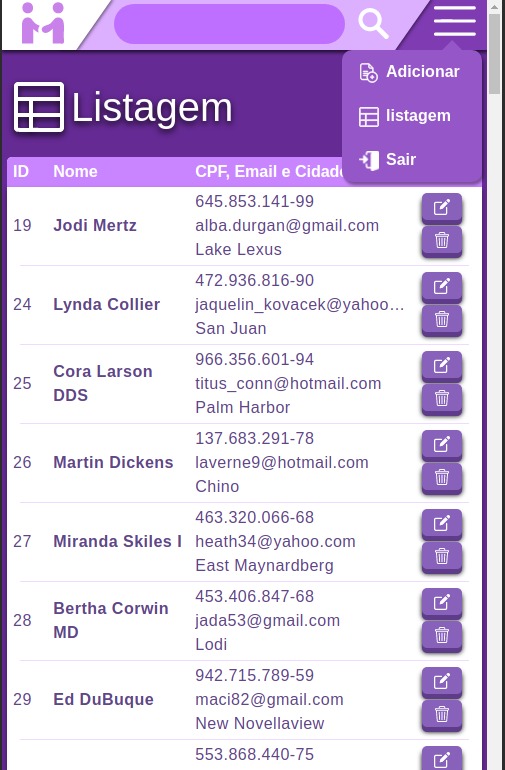 Adicionar
listagem
Sair
Listagem
ID Nome CPF, Email e Cidade
645.853.141-99
19 Jodi Mertz alba.durgan@gmail.com
Lake Lexus
472.936.816-90
24 Lynda Collier jaquelin_kovacek@yahoo...
San Juan
966.356.601-94
25 Cora Larson DDS titus_conn@hotmail.com
Palm Harbor
137.683.291-78
26 Martin Dickens laverne9@hotmail.com
Chino
463.320.066-68
27 Miranda Skiles I heath34@yahoo.com
East Maynardberg
453.406.847-68
28 Bertha Corwin MD jada53@gmail.com
Lodi
942.715.789-59
29 Ed DuBuque maci82@gmail.com
New Novellaview
553.868.440-75